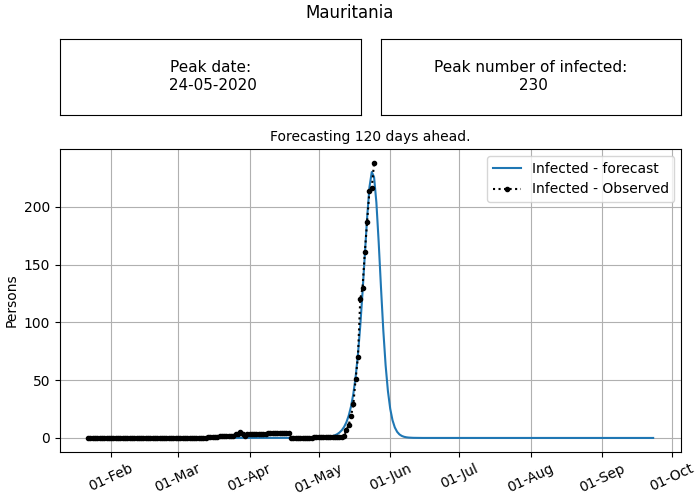 Mauritania
Peak date:
24-05-2020
Peak number of infected:
230
Forecasting 120 days ahead.
Infected - forecast
Infected - Observed
Persons
200
150
100
50
0
01-Feb
01-Mar
01-Apr
01-May
01-Jun
01-Jul
01-Aug
01-Sep
01-Oct